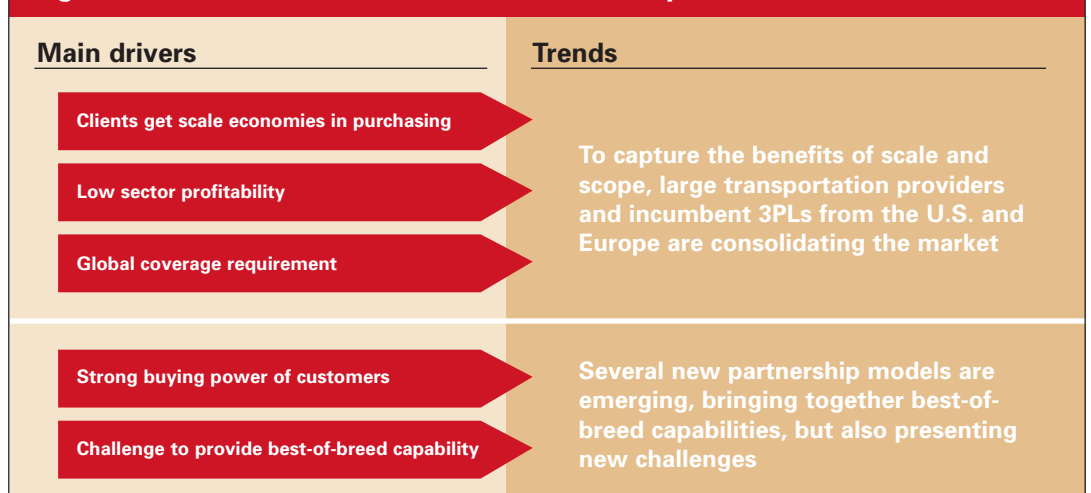 Main drivers
Trends
Clients get scale economies in purchasing
Low sector profitability
Global coverage requirement
To capture the benefits of scale and
scope, large transportation providers
and incumbent 3PLs from the U.S. and
Europe are consolidating the market
Strong buying power of customers
Challenge to provide best-of-breed capability
Several new partnership models are
emerging, bringing together best-of-
breed capabilities, but also presenting
new challenges